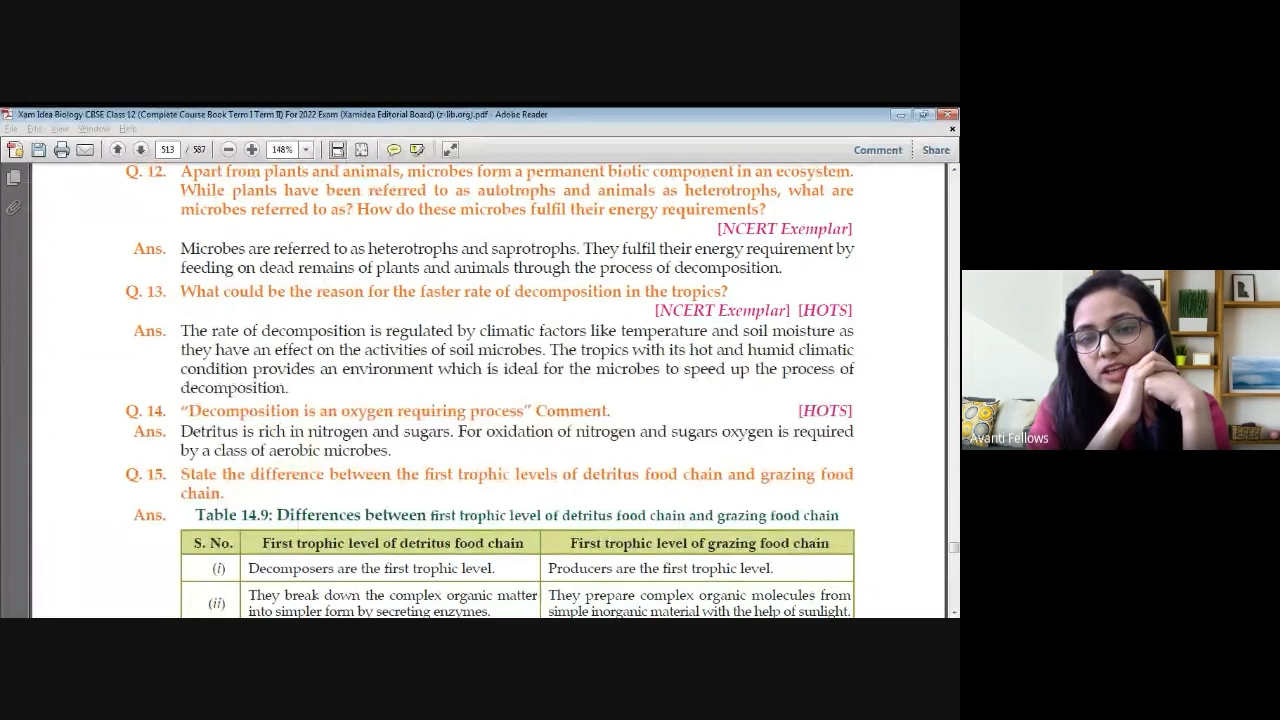 Xam Idea Biology CBSE Class 12 (Complete Course Book Term I Term II) For 2022 Exam (Xamidea Editorial Board) (z-lib.org).pdf - Adobe Reader
File Edit View Window Help
513 / 587 148% Comment Share
Q. 12. Apart from plants and animals, microbes form a permanent biotic component in an ecosystem.
While plants have been referred to as autotrophs and animals as heterotrophs, what are
microbes referred to as? How do these microbes fulfil their energy requirements?
[NCERT Exemplar]
Ans. Microbes are referred to as heterotrophs and saprotrophs. They fulfil their energy requirement by
feeding on dead remains of plants and animals through the process of decomposition.
Q. 13. What could be the reason for the faster rate of decomposition in the tropics?
[NCERT Exemplar] [HOTS]
Ans. The rate of decomposition is regulated by climatic factors like temperature and soil moisture as
they have an effect on the activities of soil microbes. The tropics with its hot and humid climatic
condition provides an environment which is ideal for the microbes to speed up the process of
decomposition.
Q. 14. “Decomposition is an oxygen requiring process” Comment. [HOTS]
Ans. Detritus is rich in nitrogen and sugars. For oxidation of nitrogen and sugars oxygen is required
by a class of aerobic microbes.
Q. 15. State the difference between the first trophic levels of detritus food chain and grazing food
chain.
Ans. Table 14.9: Differences between first trophic level of detritus food chain and grazing food chain
S. No. First trophic level of detritus food chain First trophic level of grazing food chain
(i) Decomposers are the first trophic level. Producers are the first trophic level.
(ii) They break down the complex organic matter They prepare complex organic molecules from
into simpler form by secreting enzymes. simple inorganic material with the help of sunlight.
Avanti Fellows